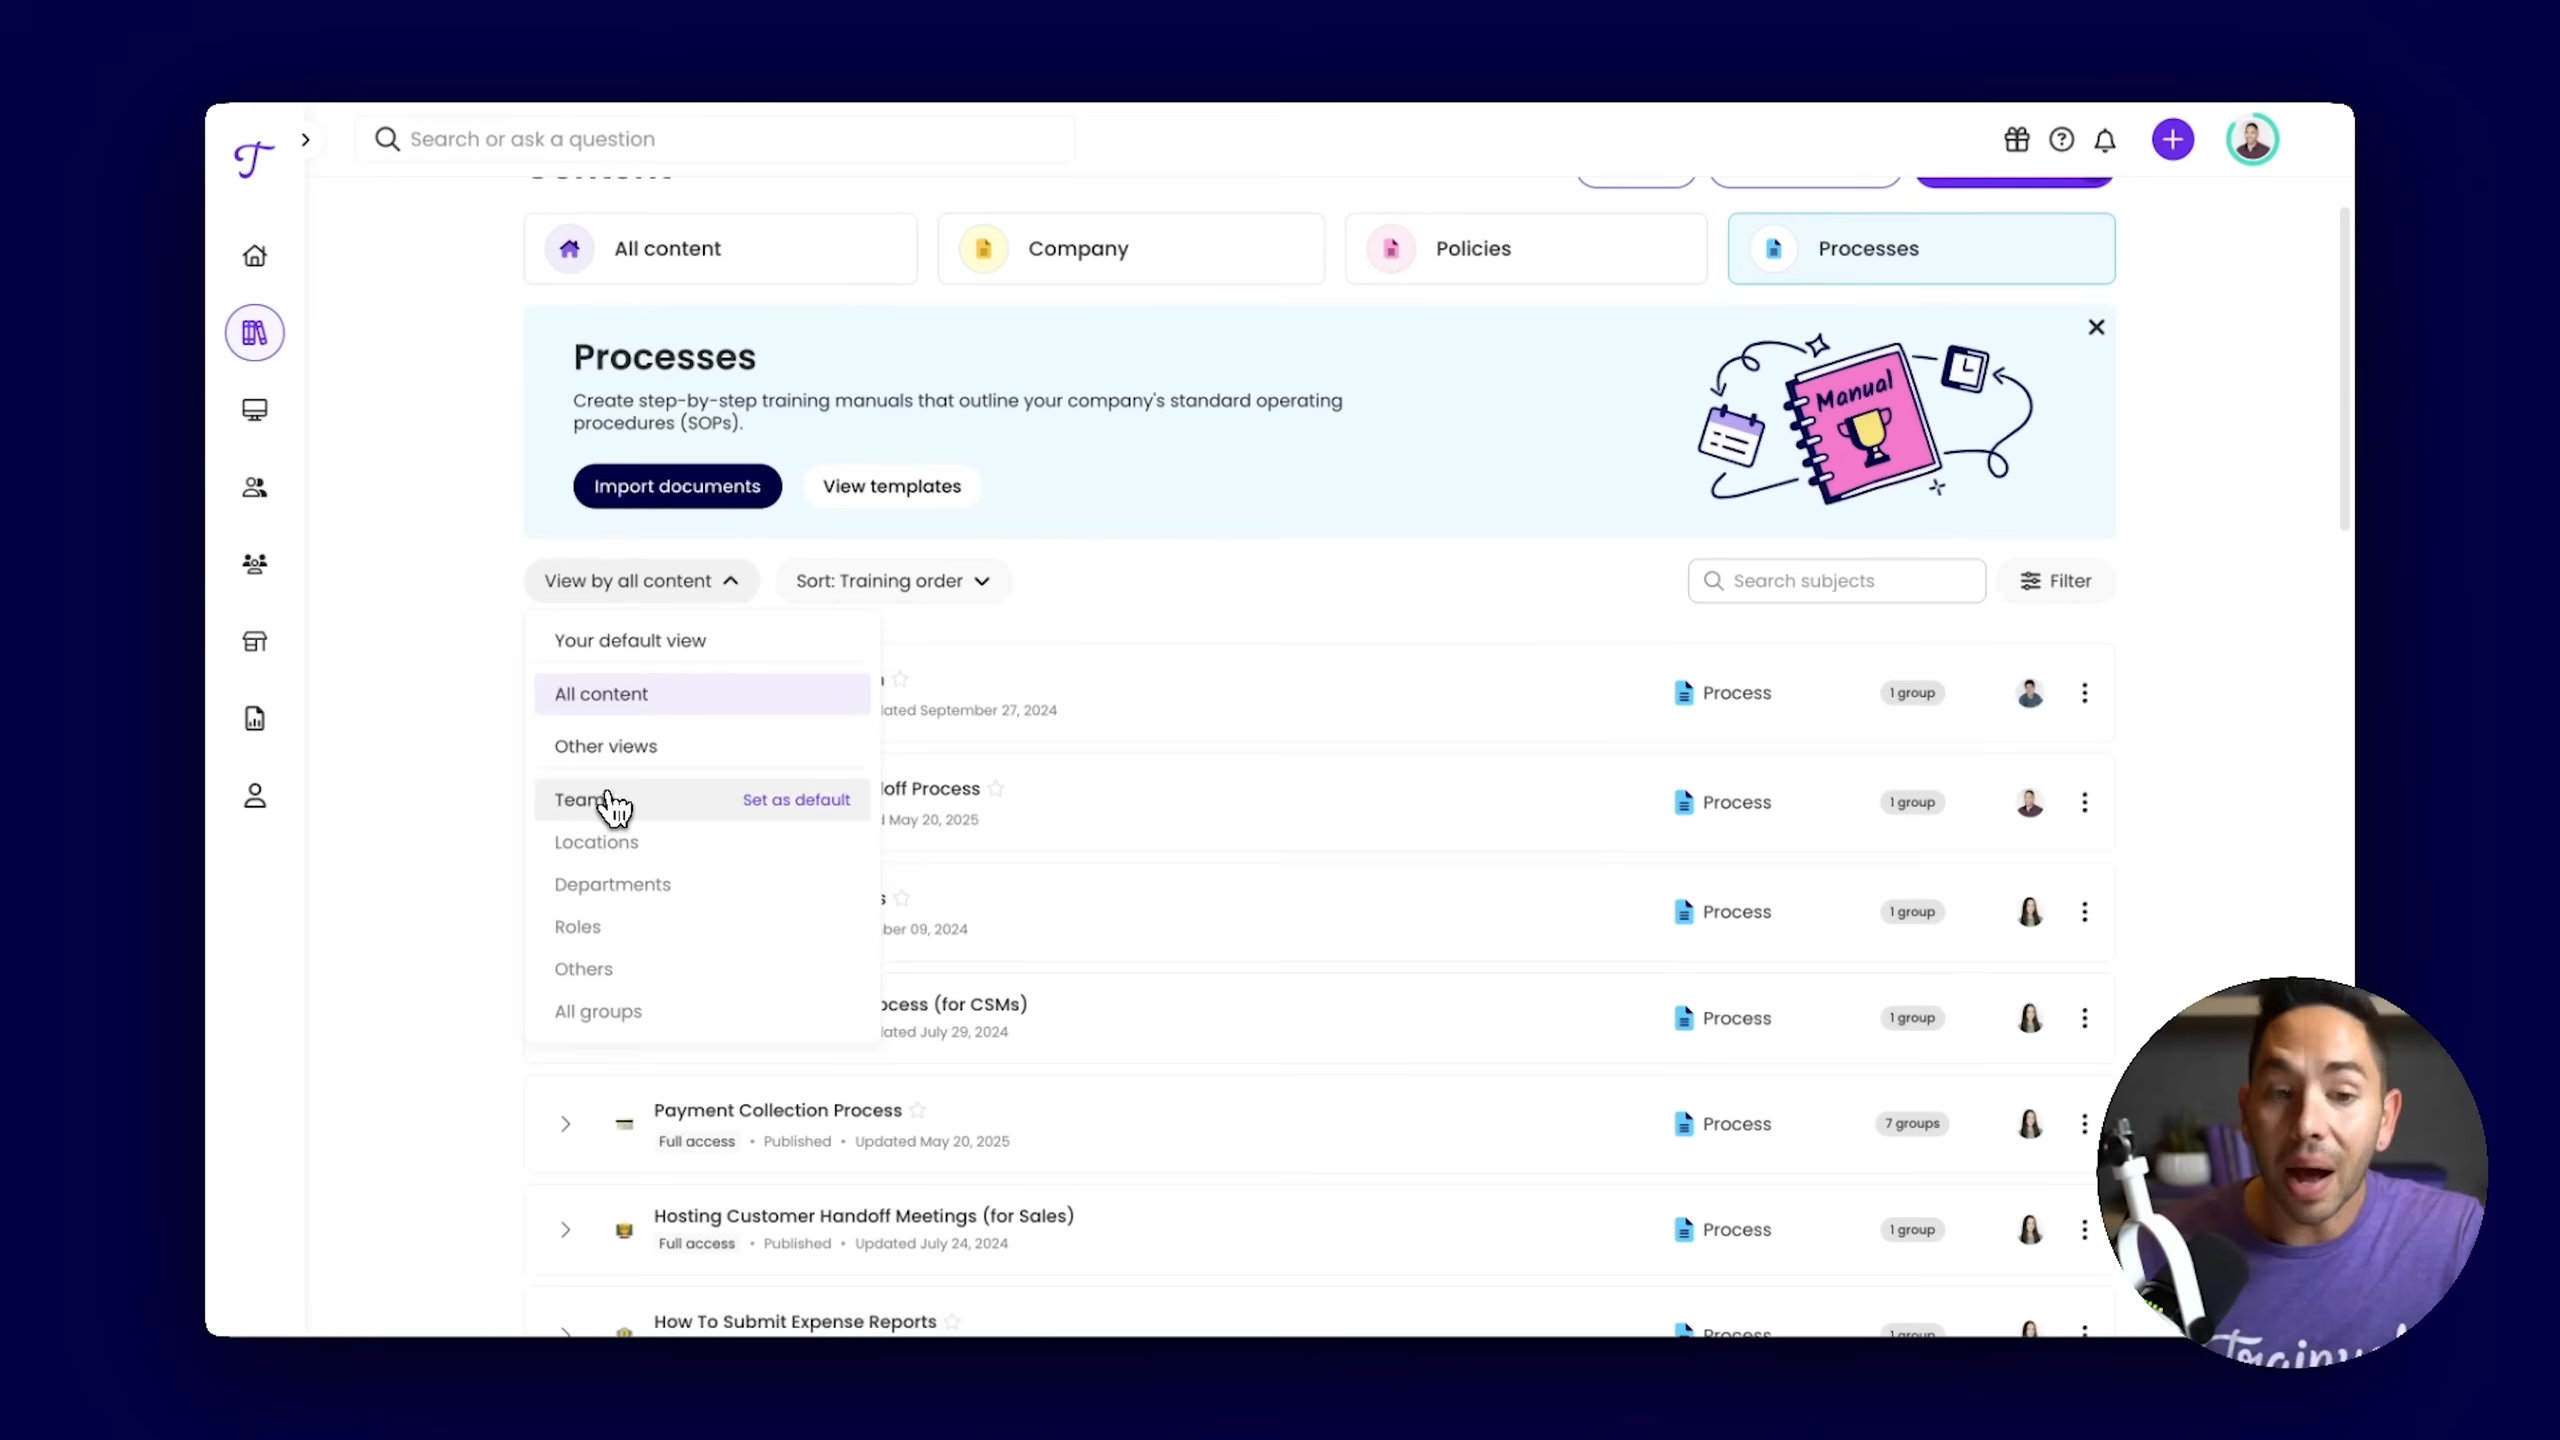 Search or ask a question
All content
Company
Policies
Processes
Processes
Create step-by-step training manuals that outline your company's standard operating
procedures (SOPs).
Import documents
View templates
Manual
View by all content
Sort: Training order
Search subjects
Filter
Your default view
All content
Other views
Team
Set as default
Locations
Departments
Roles
Others
All groups
September 27, 2024
Process
1 group
Process
May 20, 2025
Process
1 group
09, 2024
Process
1 group
(for CSMs)
July 29, 2024
Process
1 group
Payment Collection Process
Full access • Published • Updated May 20, 2025
Process
7 groups
Hosting Customer Handoff Meetings (for Sales)
Full access • Published • Updated July 24, 2024
Process
1 group
How To Submit Expense Reports
Process
1 group